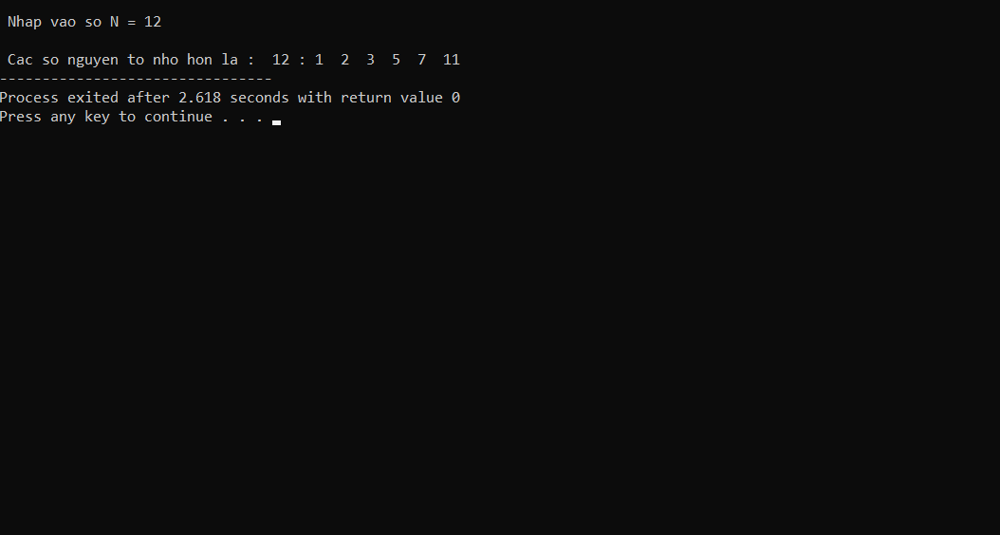 Nhap vao so N = 12
Cac so nguyen to nho hon la :  12 : 1  2  3  5  7  11
--------------------------------
Process exited after 2.618 seconds with return value 0
Press any key to continue . . .